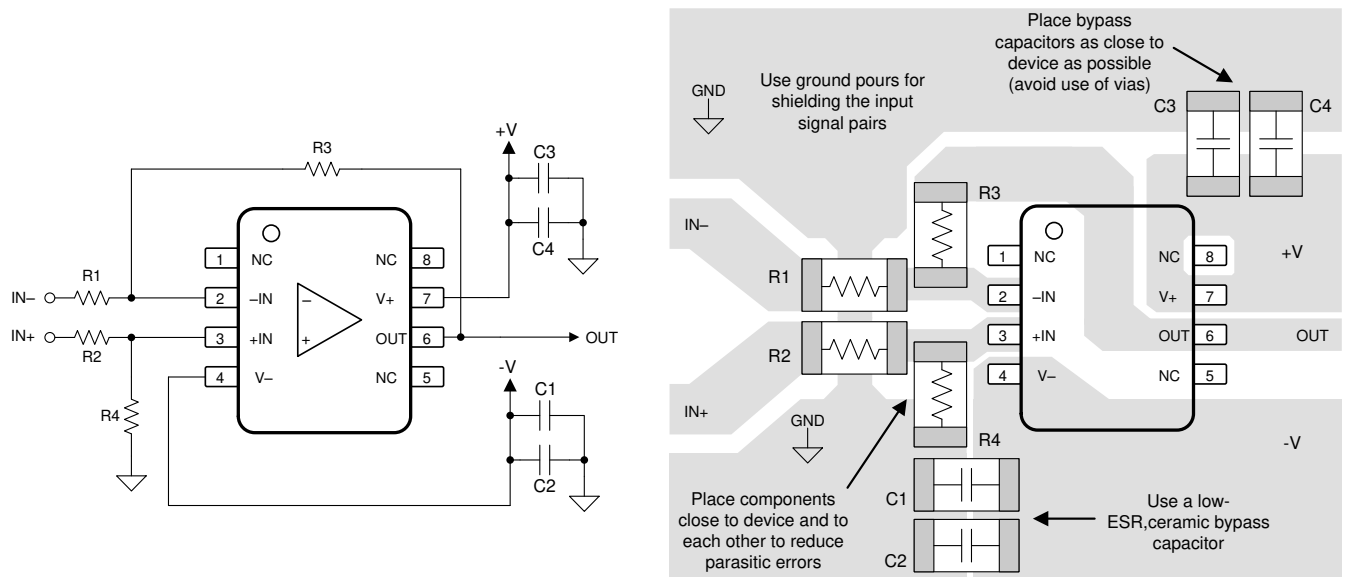 R3
+V
C3
C4
1
NC
NC
8
R1
IN–
2
–IN
–
V+
7
IN+
R2
3
+IN
+
OUT
6
OUT
4
V–
NC
5
-V
C1
R4
C2
Place bypass
capacitors as close to
device as possible
(avoid use of vias)
Use ground pours for
shielding the input
signal pairs
GND
C3
C4
R3
IN–
1
NC
NC
8
+V
R1
2
–IN
V+
7
3
+IN
OUT
6
OUT
R2
4
V–
NC
5
IN+
GND
R4
-V
C1
Place components
close to device and to
each other to reduce
parasitic errors
Use a low-
ESR,ceramic bypass
capacitor
C2